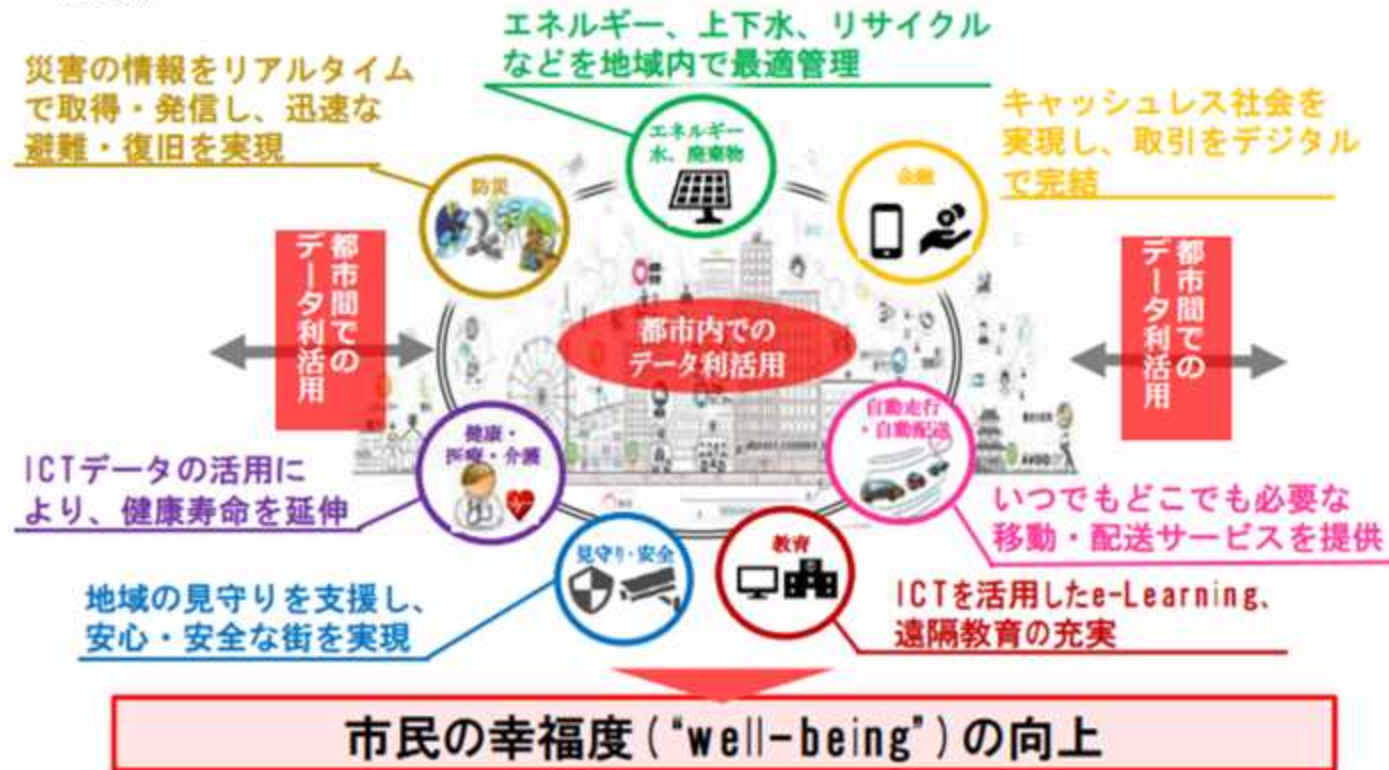 エネルギー、上下水、リサイクル
などを地域内で最適管理
災害の情報をリアルタイム
で取得・発信し、迅速な
避難・復旧を実現
キャッシュレス社会を
実現し、取引をデジタル
で完結
エネルギー
水、廃棄物
防災
金融
都市間での
データ利活用
都市内での
データ利活用
都市間での
データ利活用
健康・
医療・介護
自動走行
・自動配送
ICTデータの活用に
より、健康寿命を延伸
いつでもどこでも必要な
移動・配送サービスを提供
見守り・安全
教育
地域の見守りを支援し、
安心・安全な街を実現
ICTを活用したe-Learning、
遠隔教育の充実
市民の幸福度(“well-being”)の向上